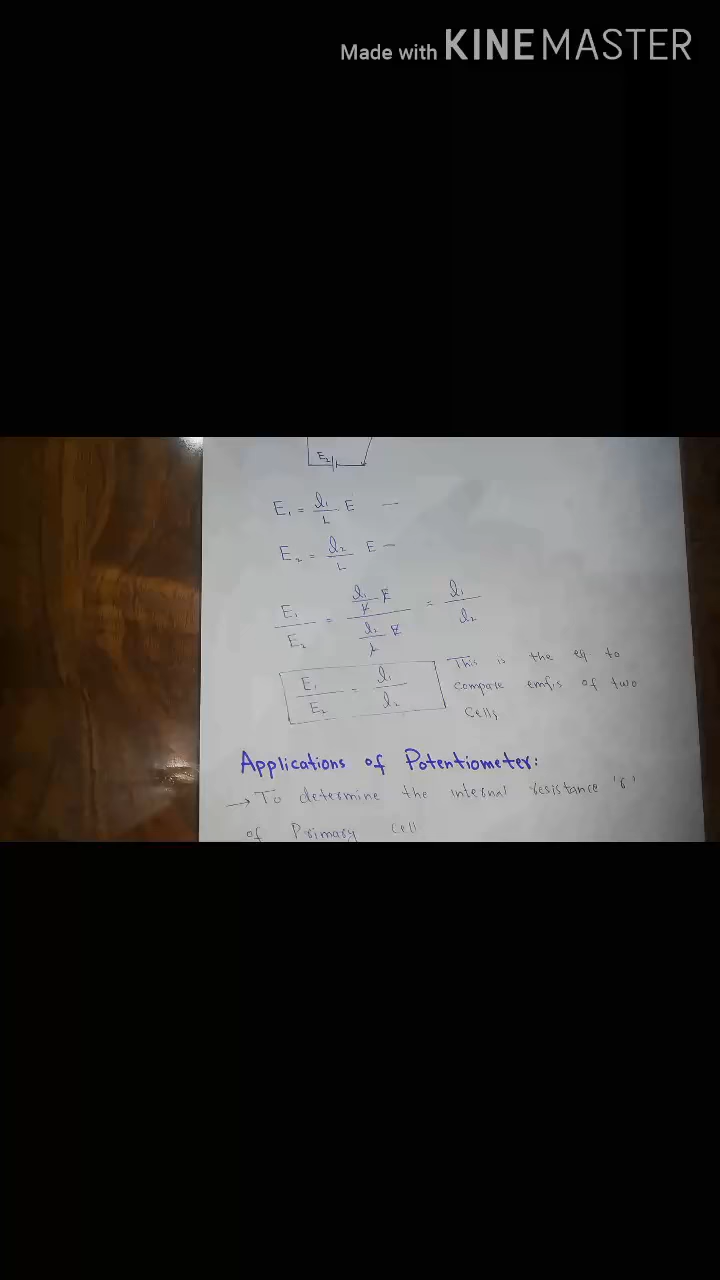 Made with KINEMASTER
E₂
E₁ = l₁/L E —
E₂ = l₂/L E —
E₁/E₂ = (l₁/L E)/(l₂/L E) = l₁/l₂
E₁/E₂ = l₁/l₂ This is the eq to
compare emfs of two
Cells
Applications of Potentiometer:
→ To determine the internal resistance 'r'
of Primary cell